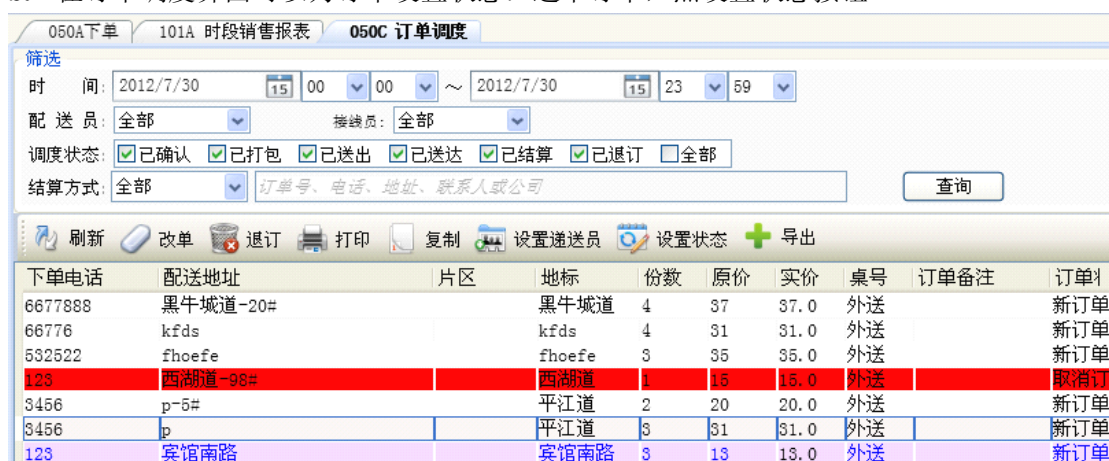 050A下单 101A 时段销售报表 050C 订单调度
筛选
时 间: 2012/7/30 15 00 00 ～ 2012/7/30 15 23 59
配 送 员: 全部 接线员: 全部
调度状态: 已确认 已打包 已送出 已送达 已结算 已退订 全部
结算方式: 全部 订单号、电话、地址、联系人或公司 查询
刷新 改单 退订 打印 复制 设置递送员 设置状态 导出
下单电话 配送地址 片区 地标 份数 原价 实价 桌号 订单备注 订单
6677888 黑牛城道-20# 黑牛城道 4 37 37.0 外送 新订单
66776 kfds kfds 4 31 31.0 外送 新订单
532522 fhoefe fhoefe 3 35 35.0 外送 新订单
123 西湖道-98# 西湖道 1 15 15.0 外送 取消订
3456 p-5# 平江道 2 20 20.0 外送 新订单
3456 p 平江道 3 31 31.0 外送 新订单
123 宾馆南路 宾馆南路 3 13 13.0 外送 新订单